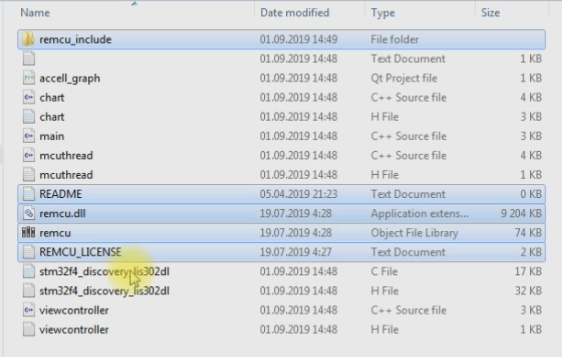 Name Date modified Type Size
remcu_include 01.09.2019 14:49 File folder
01.09.2019 14:48 Text Document 1 KB
accell_graph 01.09.2019 14:48 Qt Project file 1 KB
chart 01.09.2019 14:48 C++ Source file 4 KB
chart 01.09.2019 14:48 H File 3 KB
main 01.09.2019 14:48 C++ Source file 3 KB
mcuthread 01.09.2019 14:48 C++ Source file 4 KB
mcuthread 01.09.2019 14:48 H File 1 KB
README 05.04.2019 21:23 Text Document 0 KB
remcu.dll 19.07.2019 4:28 Application extens... 9 204 KB
remcu 19.07.2019 4:28 Object File Library 74 KB
REMCU_LICENSE 19.07.2019 4:27 Text Document 2 KB
stm32f4_discovery_lis302dl 01.09.2019 14:48 C File 17 KB
stm32f4_discovery_lis302dl 01.09.2019 14:48 H File 32 KB
viewcontroller 01.09.2019 14:48 C++ Source file 3 KB
viewcontroller 01.09.2019 14:48 H File 1 KB